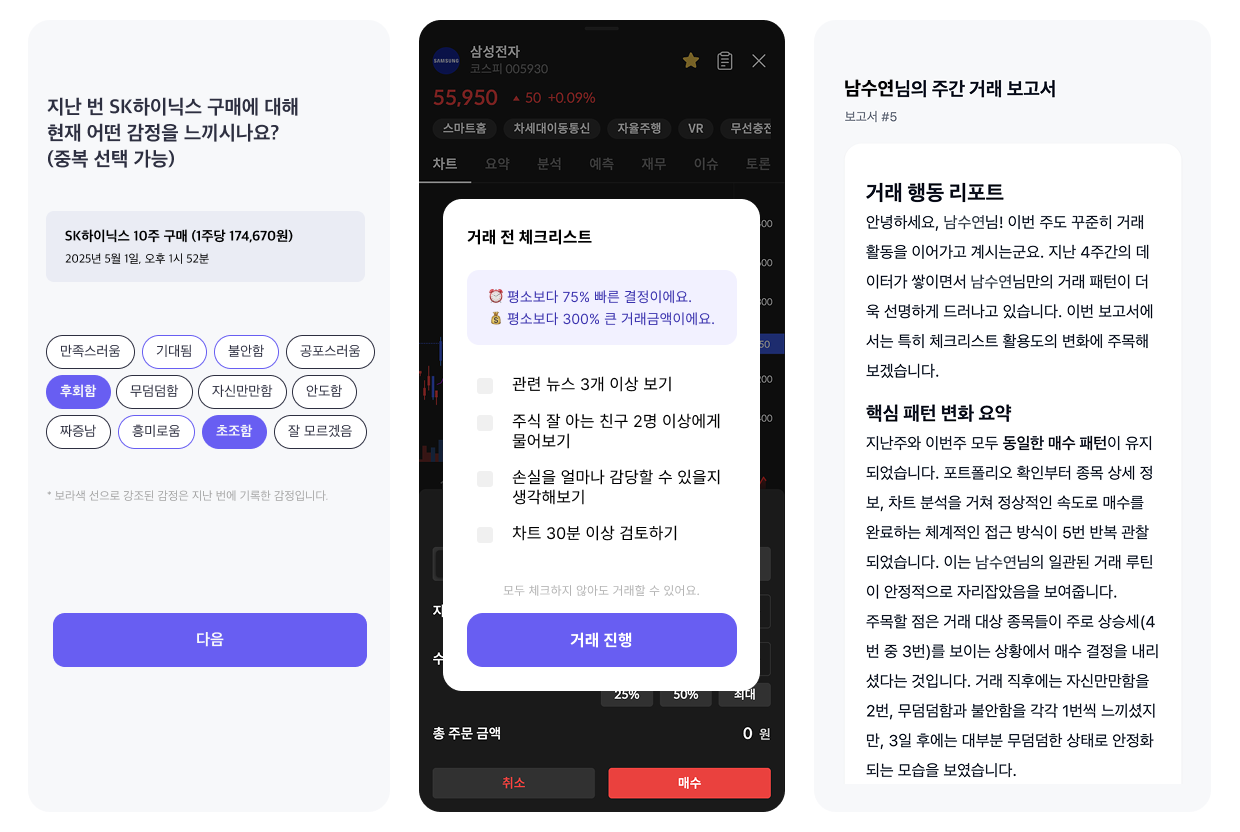 지난 번 SK하이닉스 구매에 대해
현재 어떤 감정을 느끼시나요?
(중복 선택 가능)
SK하이닉스 10주 구매 (1주당 174,670원)
2025년 5월 1일, 오후 1시 52분
만족스러움 기대됨 불안함 공포스러움
후회함 무덤덤함 자신만만함 안도함
짜증남 흥미로움 초조함 잘 모르겠음
* 보라색 선으로 강조된 감정은 지난 번에 기록한 감정입니다.
다음
삼성전자
SAMSUNG
코스피 005930
55,950 ▲ 50 +0.09%
스마트홈 차세대이동통신 자율주행 VR 무선충전
차트 요약 분석 예측 재무 이슈 토론
거래 전 체크리스트
⏰ 평소보다 75% 빠른 결정이에요.
💰 평소보다 300% 큰 거래금액이에요.
관련 뉴스 3개 이상 보기
주식 잘 아는 친구 2명 이상에게
물어보기
손실을 얼마나 감당할 수 있을지
생각해보기
차트 30분 이상 검토하기
모두 체크하지 않아도 거래할 수 있어요.
거래 진행
25% 50% 최대
총 주문 금액 0 원
취소 매수
남수연님의 주간 거래 보고서
보고서 #5
거래 행동 리포트
안녕하세요, 남수연님! 이번 주도 꾸준히 거래
활동을 이어가고 계시는군요. 지난 4주간의 데
이터가 쌓이면서 남수연님만의 거래 패턴이 더
욱 선명하게 드러나고 있습니다. 이번 보고서에
서는 특히 체크리스트 활용도의 변화에 주목해
보겠습니다.
핵심 패턴 변화 요약
지난주와 이번주 모두 동일한 매수 패턴이 유지
되었습니다. 포트폴리오 확인부터 종목 상세 정
보, 차트 분석을 거쳐 정상적인 속도로 매수를
완료하는 체계적인 접근 방식이 5번 반복 관찰
되었습니다. 이는 남수연님의 일관된 거래 루틴
이 안정적으로 자리잡았음을 보여줍니다.
주목할 점은 거래 대상 종목들이 주로 상승세(4
번 중 3번)를 보이는 상황에서 매수 결정을 내리
셨다는 것입니다. 거래 직후에는 자신만만함을
2번, 무덤덤함과 불안함을 각각 1번씩 느끼셨지
만, 3일 후에는 대부분 무덤덤한 상태로 안정화
되는 모습을 보였습니다.